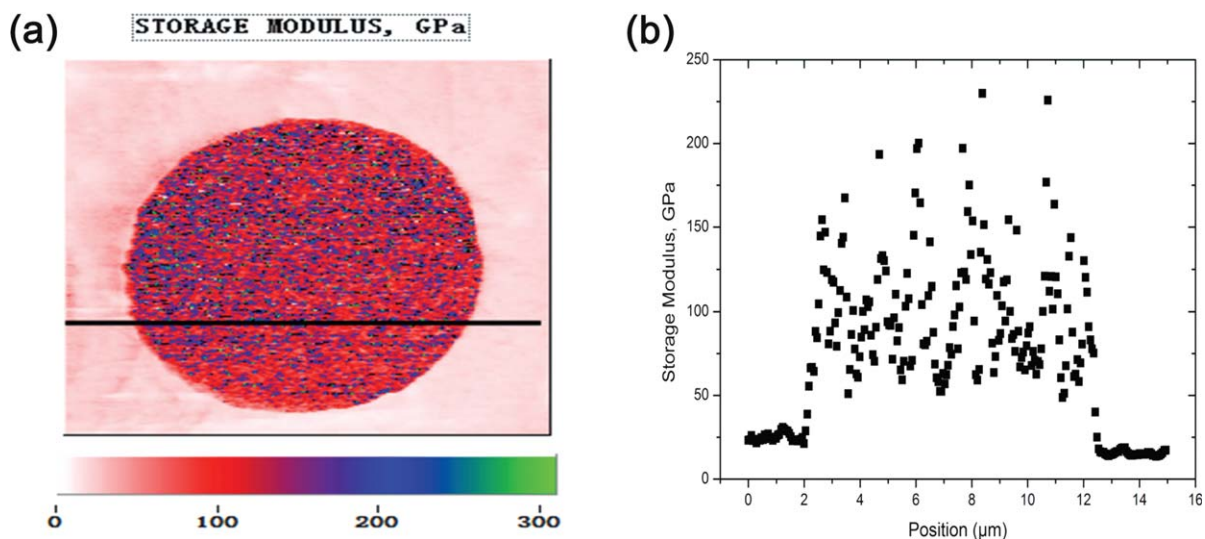 (a)
STORAGE MODULUS, GPa
0 100 200 300
(b)
250
200
150
100
50
0
Storage Modulus, GPa
0 2 4 6 8 10 12 14 16
Position (µm)